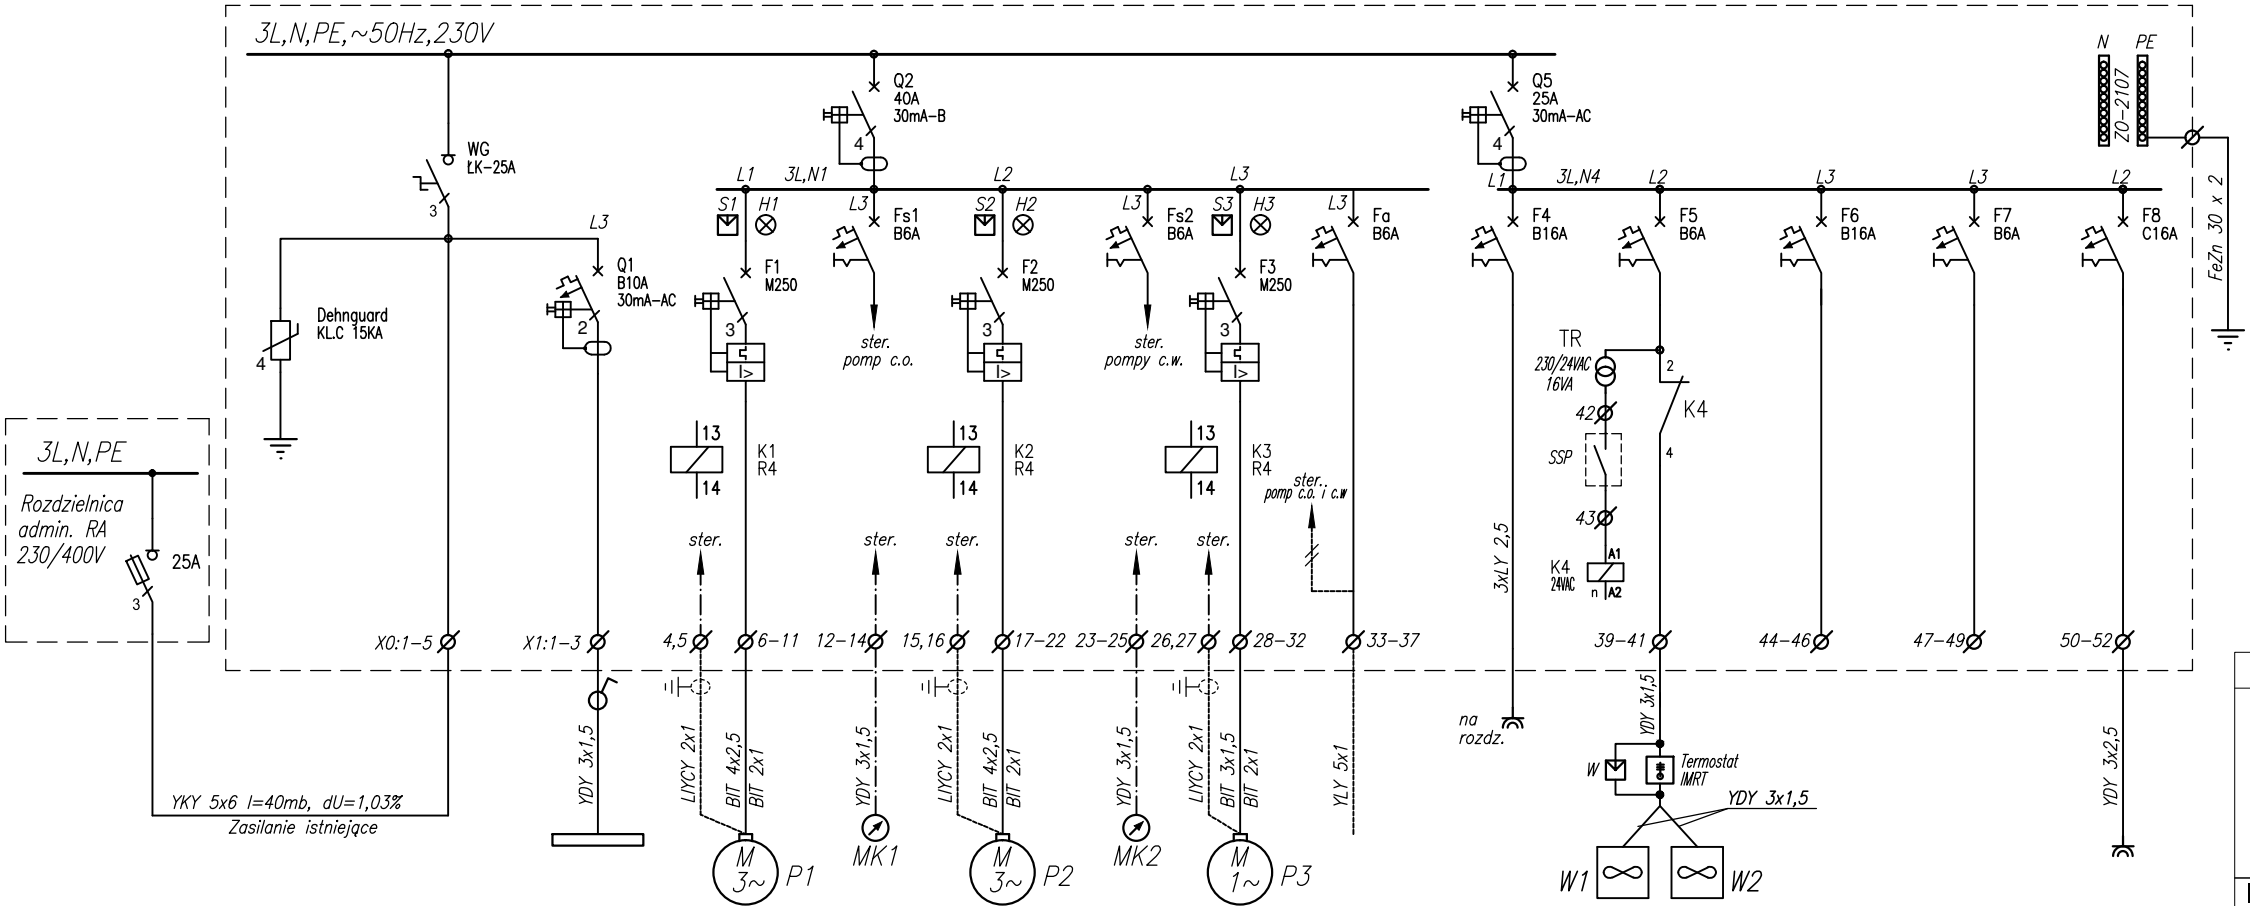 3L,N,PE,~50Hz,230V
WG
ŁK-25A
3
Q2
40A
30mA-B
4
Q5
25A
30mA-AC
4
N
PE
ZO-2107
FeZn 30 x 2
L3
Q1
B10A
30mA-AC
2
Dehnguard
KL.C 15KA
4
L1
3L,N1
L2
L3
S1
H1
L3
Fs1
B6A
S2
H2
L3
Fs2
B6A
S3
H3
L3
Fa
B6A
F1
M250
3
I>
ster.
pomp c.o.
F2
M250
3
I>
ster.
pompy c.w.
F3
M250
3
I>
L1
3L,N4
L2
L3
L3
L2
F4
B16A
F5
B6A
F6
B16A
F7
B6A
F8
C16A
TR
230/24VAC
16VA
2
K4
4
42
SSP
43
K4
24VAC
A1
n
A2
13
14
K1
R4
13
14
K2
R4
13
14
K3
R4
ster..
pomp c.o. i c.w
3xLY 2,5
ster.
ster.
ster.
ster.
ster.
3L,N,PE
Rozdzielnica
admin. RA
230/400V
25A
3
X0:1-5
X1:1-3
4,5
6-11
12-14
15,16
17-22
23-25
26,27
28-32
33-37
39-41
44-46
47-49
50-52
YKY 5x6 l=40mb, dU=1,03%
Zasilanie istniejące
YDY 3x1,5
LIYCY 2x1
BIT 4x2,5
BIT 2x1
YDY 3x1,5
LIYCY 2x1
BIT 4x2,5
BIT 2x1
YDY 3x1,5
LIYCY 2x1
BIT 3x1,5
BIT 2x1
YLY 5x1
na
rozdz.
YDY 3x1,5
W
Termostat
IMRT
YDY 3x1,5
YDY 3x2,5
M
3~
P1
MK1
M
3~
P2
MK2
M
1~
P3
W1
W2